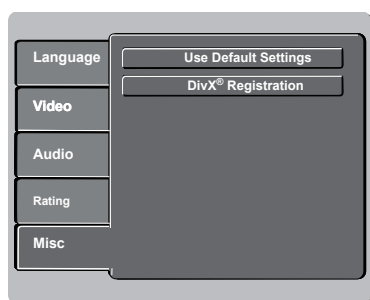 Language
Video
Audio
Rating
Misc
Use Default Settings
DivX® Registration